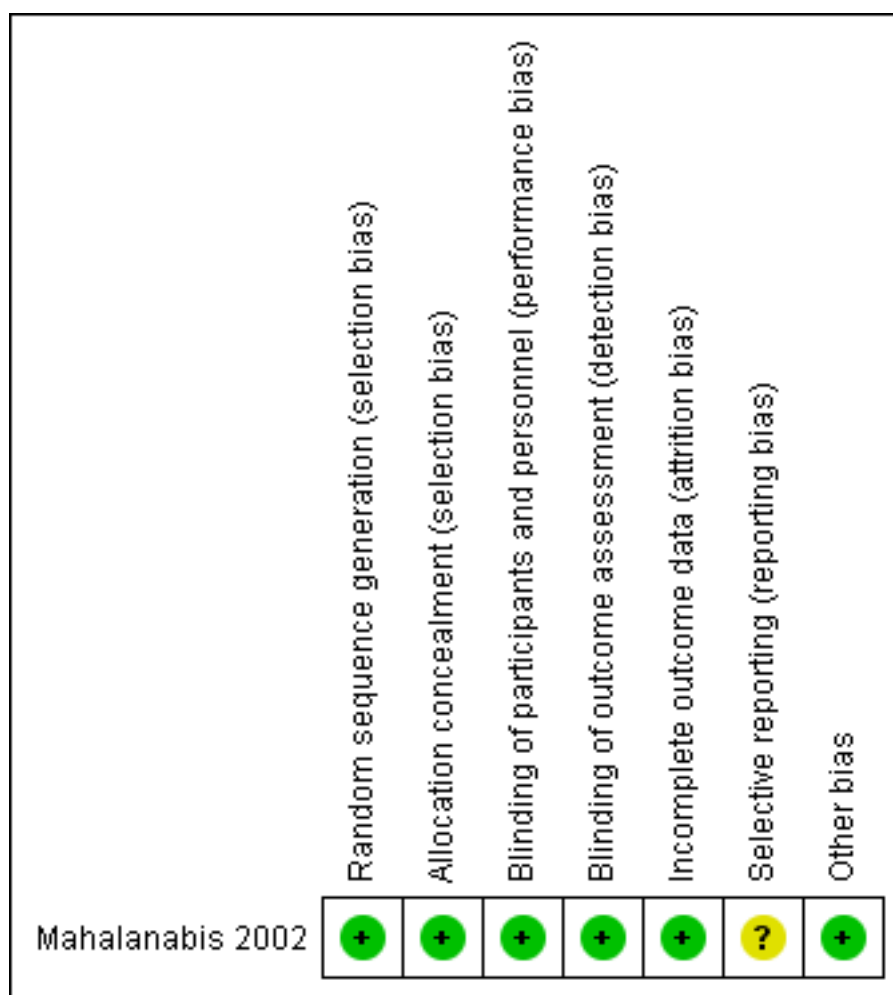 Random sequence generation (selection bias)
Allocation concealment (selection bias)
Blinding of participants and personnel (performance bias)
Blinding of outcome assessment (detection bias)
Incomplete outcome data (attrition bias)
Selective reporting (reporting bias)
Other bias
Mahalanabis 2002 + + + + + ? +